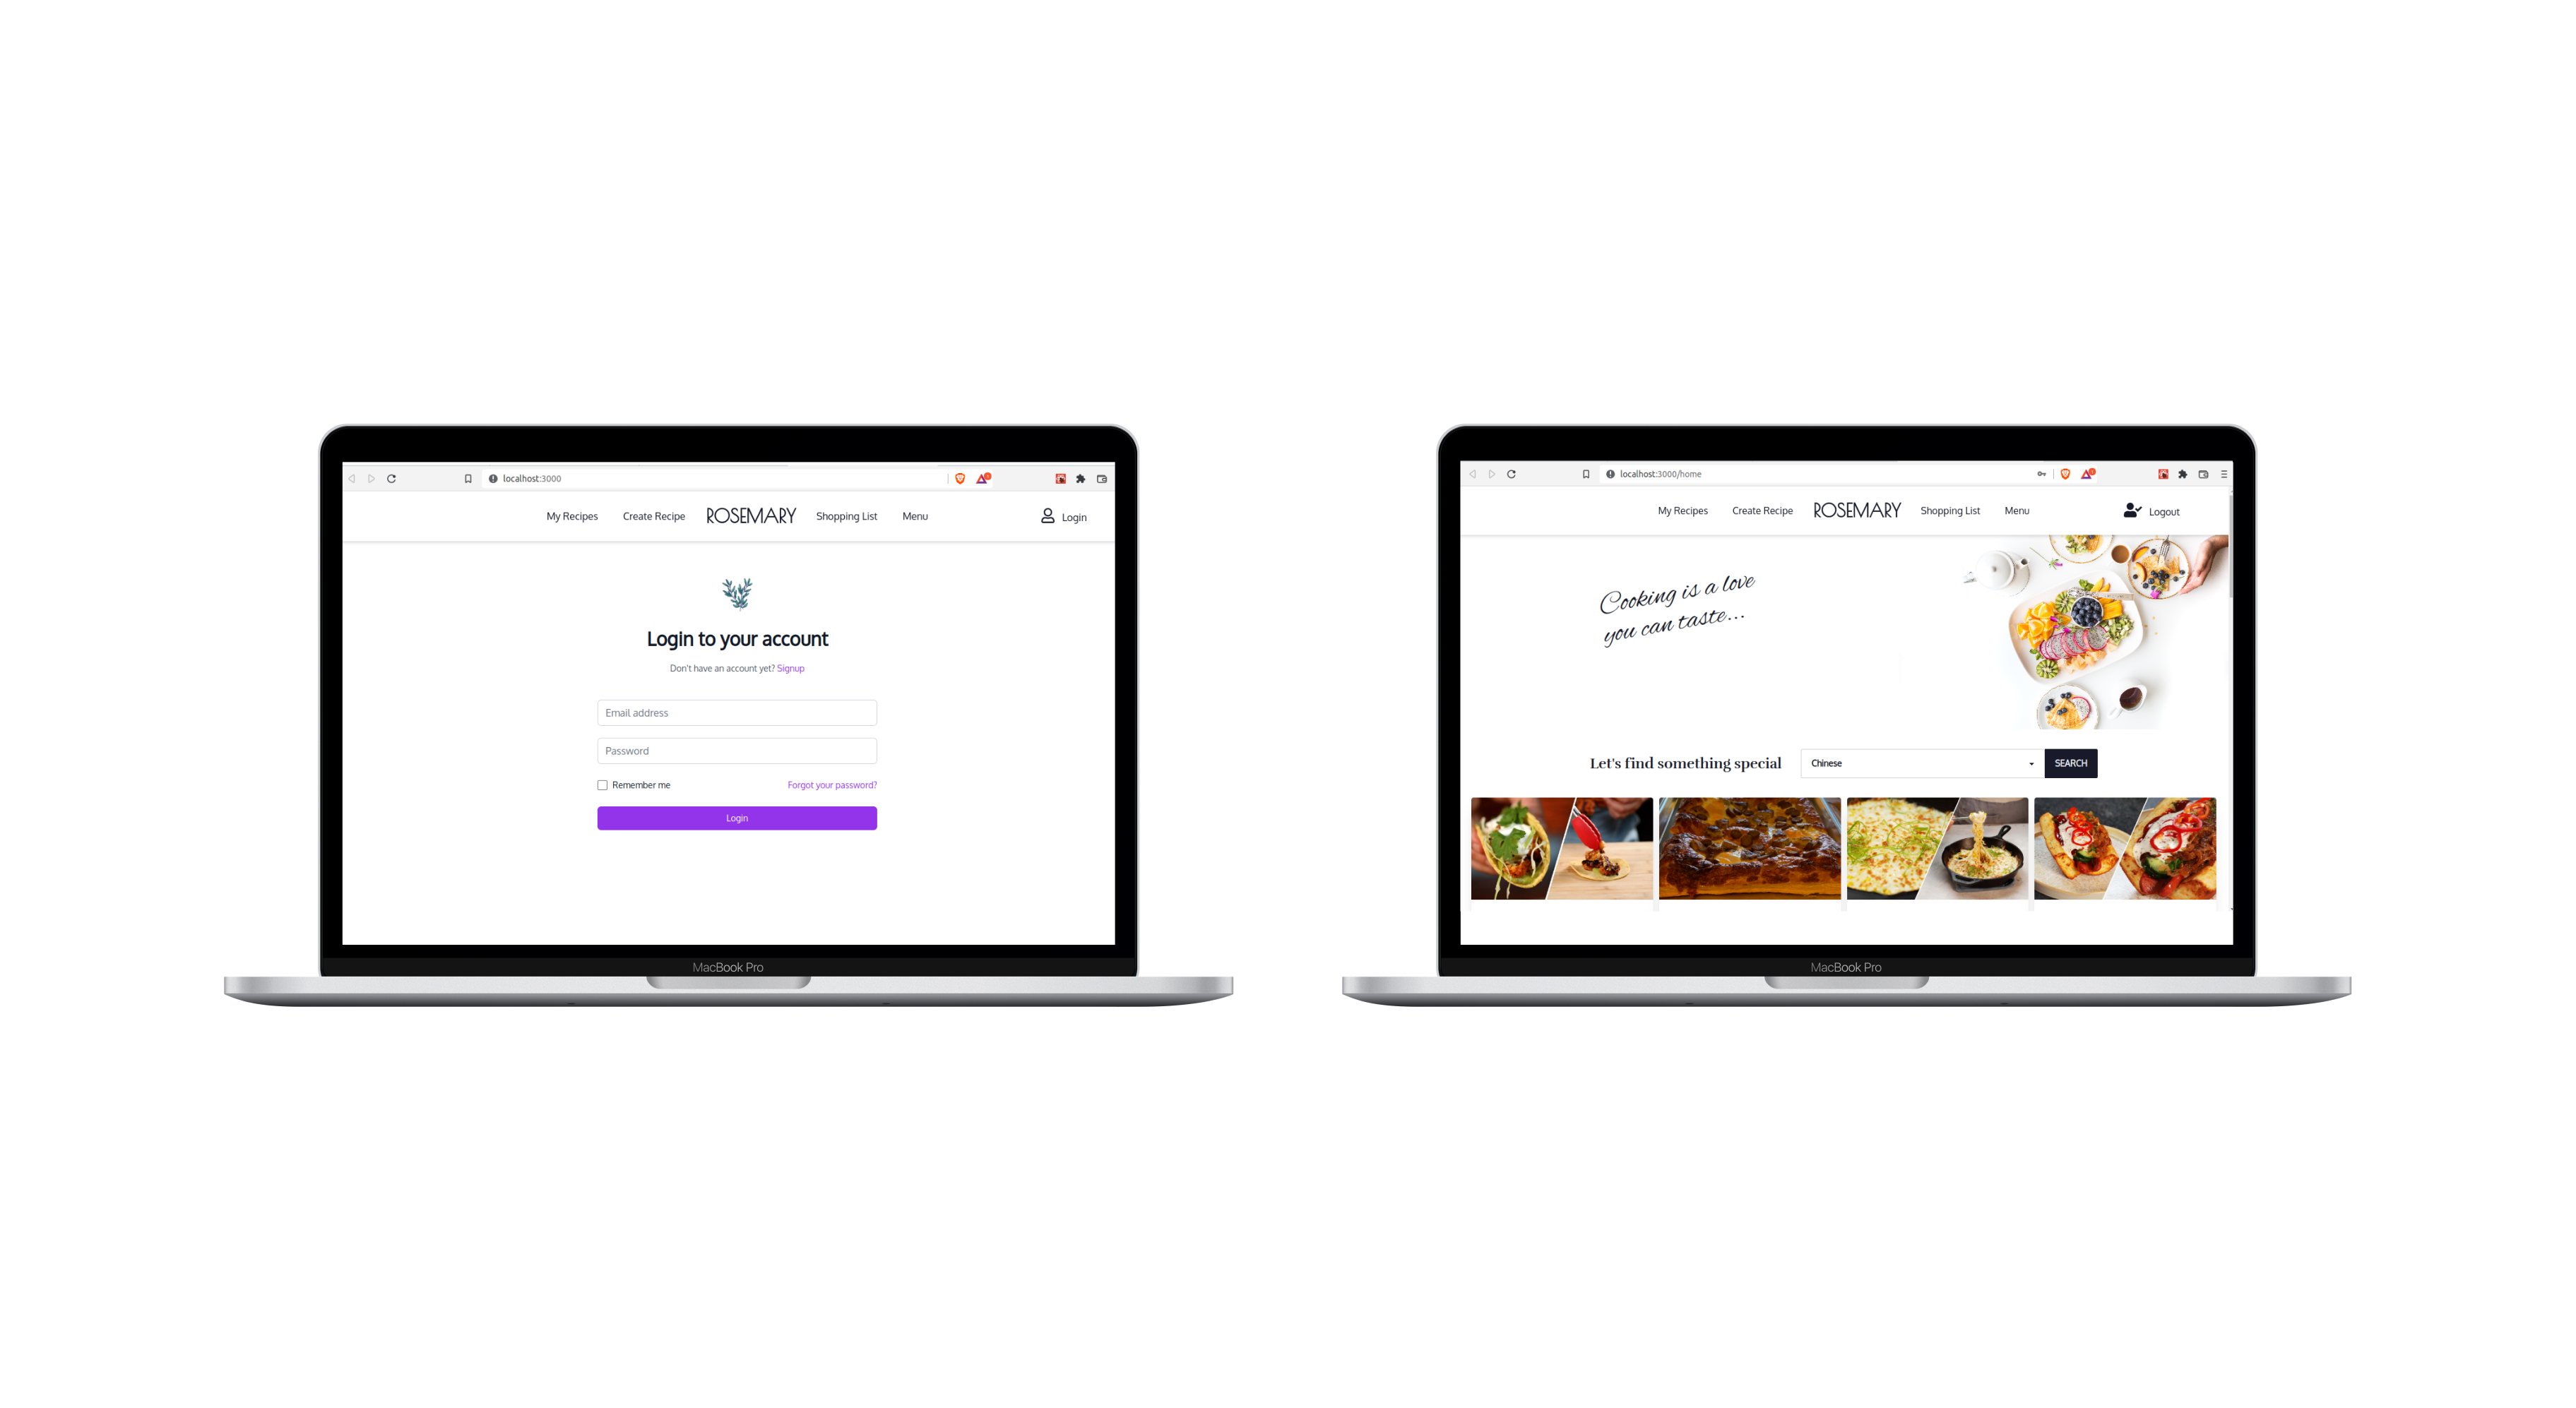 localhost:3000
My Recipes Create Recipe ROSEMARY Shopping List Menu Login
Login to your account
Don't have an account yet? Signup
Email address
Password
Remember me Forgot your password?
Login
MacBook Pro
localhost:3000/home
My Recipes Create Recipe ROSEMARY Shopping List Menu Logout
Cooking is a love
you can taste...
Let's find something special Chinese SEARCH
MacBook Pro